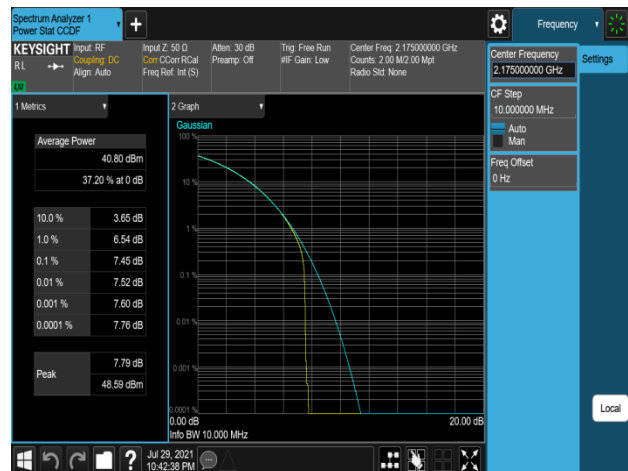 Spectrum Analyzer 1
Power Stat CCDF
Frequency
KEYSIGHT
RL
LXI
Input: RF
Coupling: DC
Align: Auto
Input Z: 50 Ω
Corr CCorr RCal
Freq Ref: Int (S)
Atten: 30 dB
Preamp: Off
Trig: Free Run
#IF Gain: Low
Center Freq: 2.175000000 GHz
Counts: 2.00 M/2.00 Mpt
Radio Std: None
Center Frequency
2.175000000 GHz
Settings
CF Step
10.000000 MHz
Auto
Man
Freq Offset
0 Hz
Local
1 Metrics
Average Power
40.80 dBm
37.20 % at 0 dB
10.0 % 3.65 dB
1.0 % 6.54 dB
0.1 % 7.45 dB
0.01 % 7.52 dB
0.001 % 7.60 dB
0.0001 % 7.76 dB
Peak
7.79 dB
48.59 dBm
2 Graph
Gaussian
100 %
10 %
1 %
0.1 %
0.01 %
0.001 %
0.0001 %
0.00 dB 20.00 dB
Info BW 10.000 MHz
?
Jul 29, 2021
10:42:38 PM